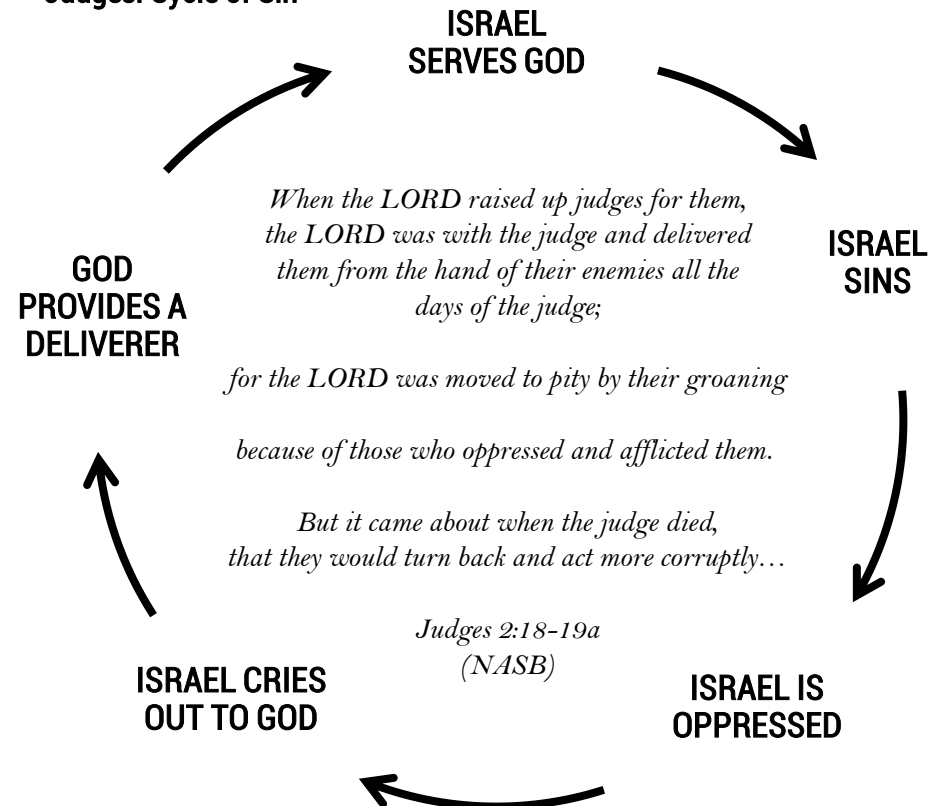 Judges: Cycle of Sin
ISRAEL
SERVES GOD
ISRAEL
SINS
ISRAEL IS
OPPRESSED
ISRAEL CRIES
OUT TO GOD
GOD
PROVIDES A
DELIVERER
When the LORD raised up judges for them,
the LORD was with the judge and delivered
them from the hand of their enemies all the
days of the judge;
for the LORD was moved to pity by their groaning
because of those who oppressed and afflicted them.
But it came about when the judge died,
that they would turn back and act more corruptly…
Judges 2:18-19a
(NASB)